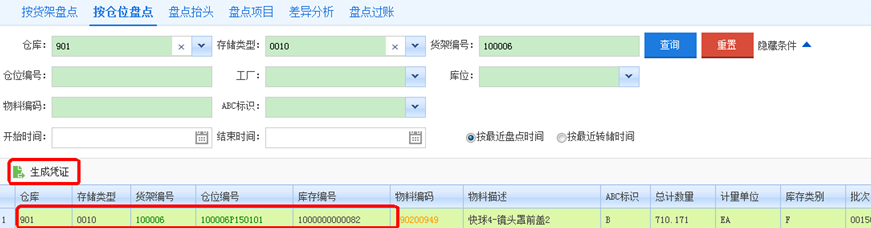 按货架盘点 按仓位盘点 盘点抬头 盘点项目 差异分析 盘点过账
仓库: 901 × 存储类型: 0010 × 货架编号: 100006 查询 重置 隐藏条件
仓位编号: 工厂: 库位:
物料编码: ABC标识:
开始时间: 结束时间: 按最近盘点时间 按最近转储时间
生成凭证
仓库 存储类型 货架编号 仓位编号 库存编号 物料编码 物料描述 ABC标识 总计数量 计量单位 库存类别 批次
1 901 0010 100006 100006P150101 1000000000082 90200949 快球4-镜头罩前盖2 B 710.171 EA F 0015